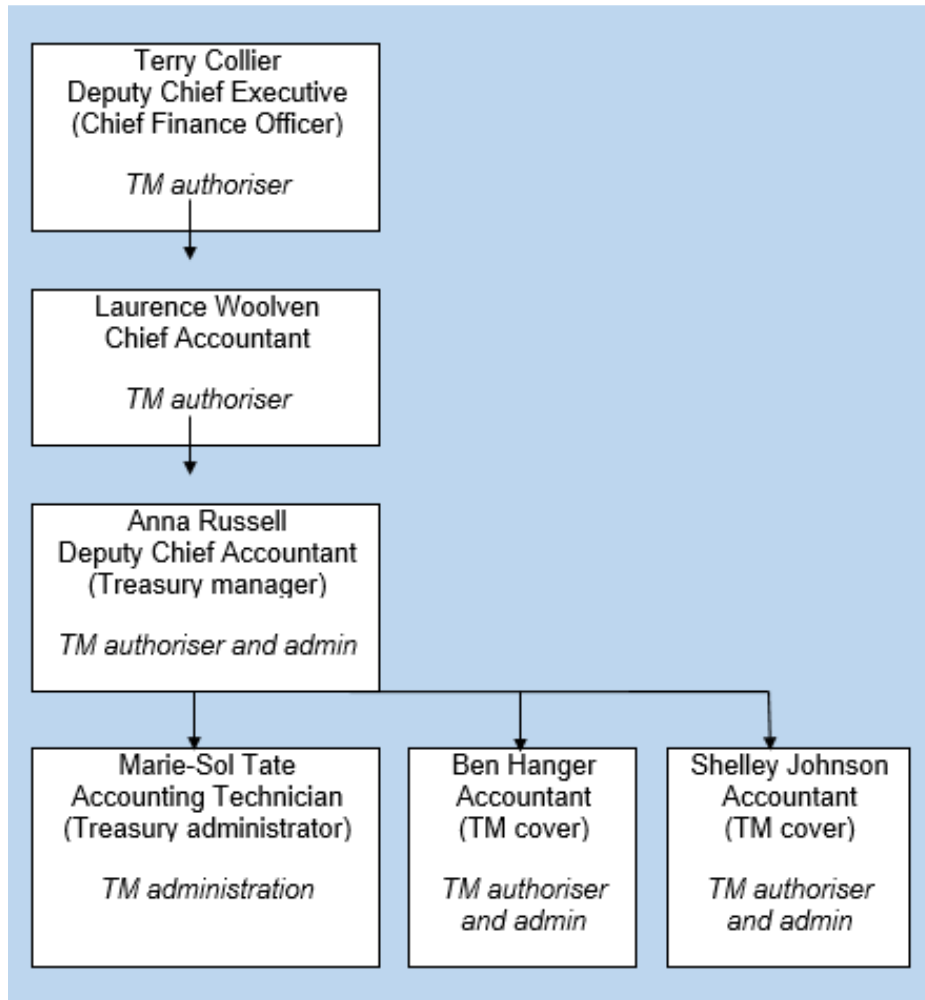 Terry Collier
Deputy Chief Executive
(Chief Finance Officer)
TM authoriser
Laurence Woolven
Chief Accountant
TM authoriser
Anna Russell
Deputy Chief Accountant
(Treasury manager)
TM authoriser and admin
Marie-Sol Tate
Accounting Technician
(Treasury administrator)
TM administration
Ben Hanger
Accountant
(TM cover)
TM authoriser
and admin
Shelley Johnson
Accountant
(TM cover)
TM authoriser
and admin